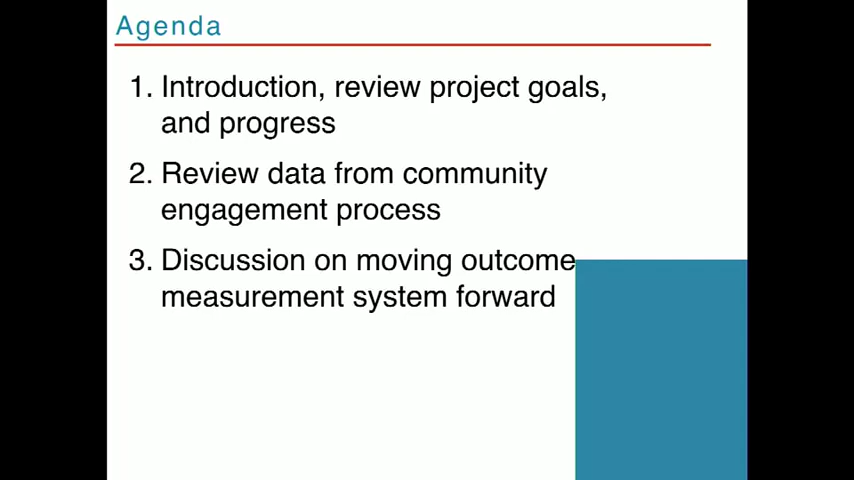 Agenda
1. Introduction, review project goals,
and progress
2. Review data from community
engagement process
3. Discussion on moving outcome
measurement system forward